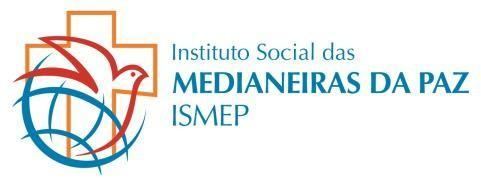 Instituto Social das
MEDIANEIRAS DA PAZ
ISMEP